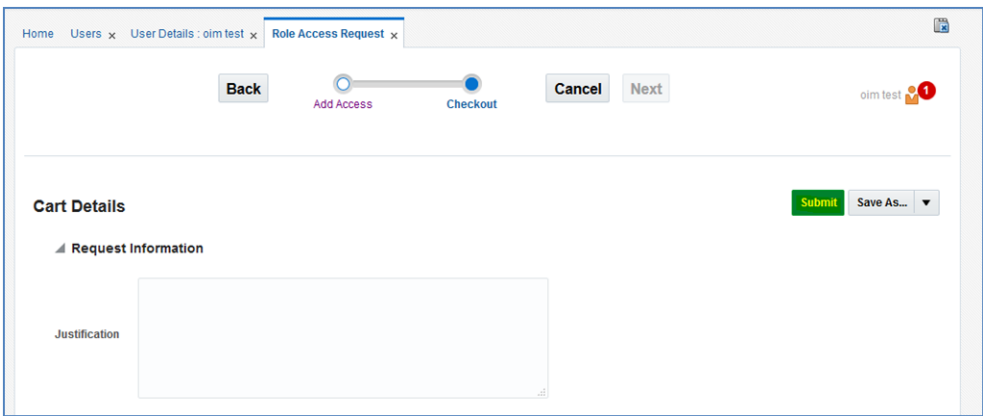 Home Users x User Details : oim test x Role Access Request x
Back Add Access Checkout Cancel Next oim test 1
Cart Details Submit Save As...
Request Information
Justification